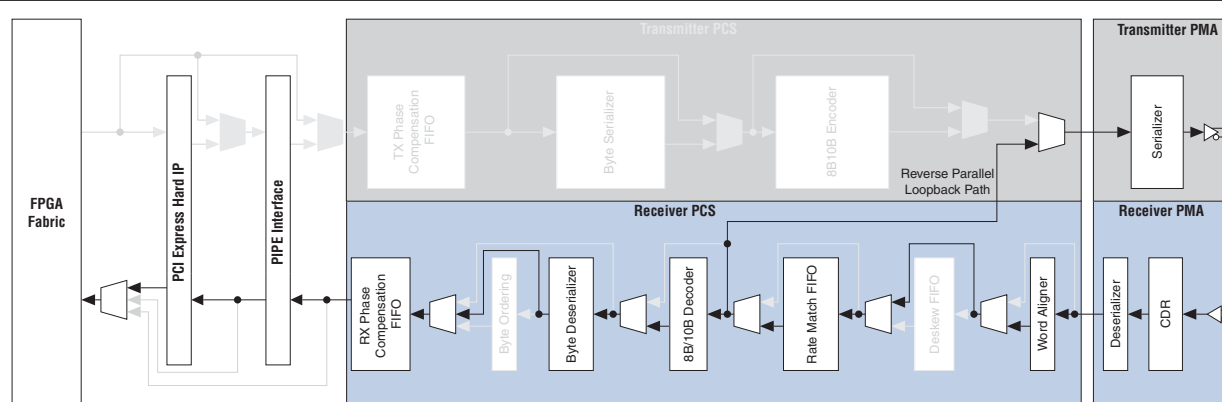 Transmitter PCS
Transmitter PMA
FPGA
Fabric
PCI Express Hard IP
PIPE Interface
TX Phase
Compensation
FIFO
Byte Serializer
8B10B Encoder
Serializer
Reverse Parallel
Loopback Path
Receiver PCS
Receiver PMA
RX Phase
Compensation
FIFO
Byte Ordering
Byte Deserializer
8B/10B Decoder
Rate Match FIFO
Deskew FIFO
Word Aligner
Deserializer
CDR